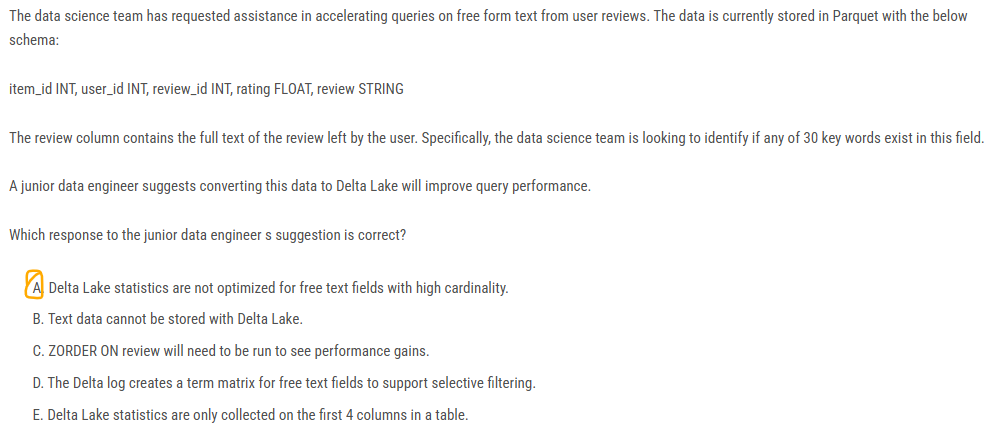 The data science team has requested assistance in accelerating queries on free form text from user reviews. The data is currently stored in Parquet with the below
schema:
item_id INT, user_id INT, review_id INT, rating FLOAT, review STRING
The review column contains the full text of the review left by the user. Specifically, the data science team is looking to identify if any of 30 key words exist in this field.
A junior data engineer suggests converting this data to Delta Lake will improve query performance.
Which response to the junior data engineer s suggestion is correct?
A. Delta Lake statistics are not optimized for free text fields with high cardinality.
B. Text data cannot be stored with Delta Lake.
C. ZORDER ON review will need to be run to see performance gains.
D. The Delta log creates a term matrix for free text fields to support selective filtering.
E. Delta Lake statistics are only collected on the first 4 columns in a table.